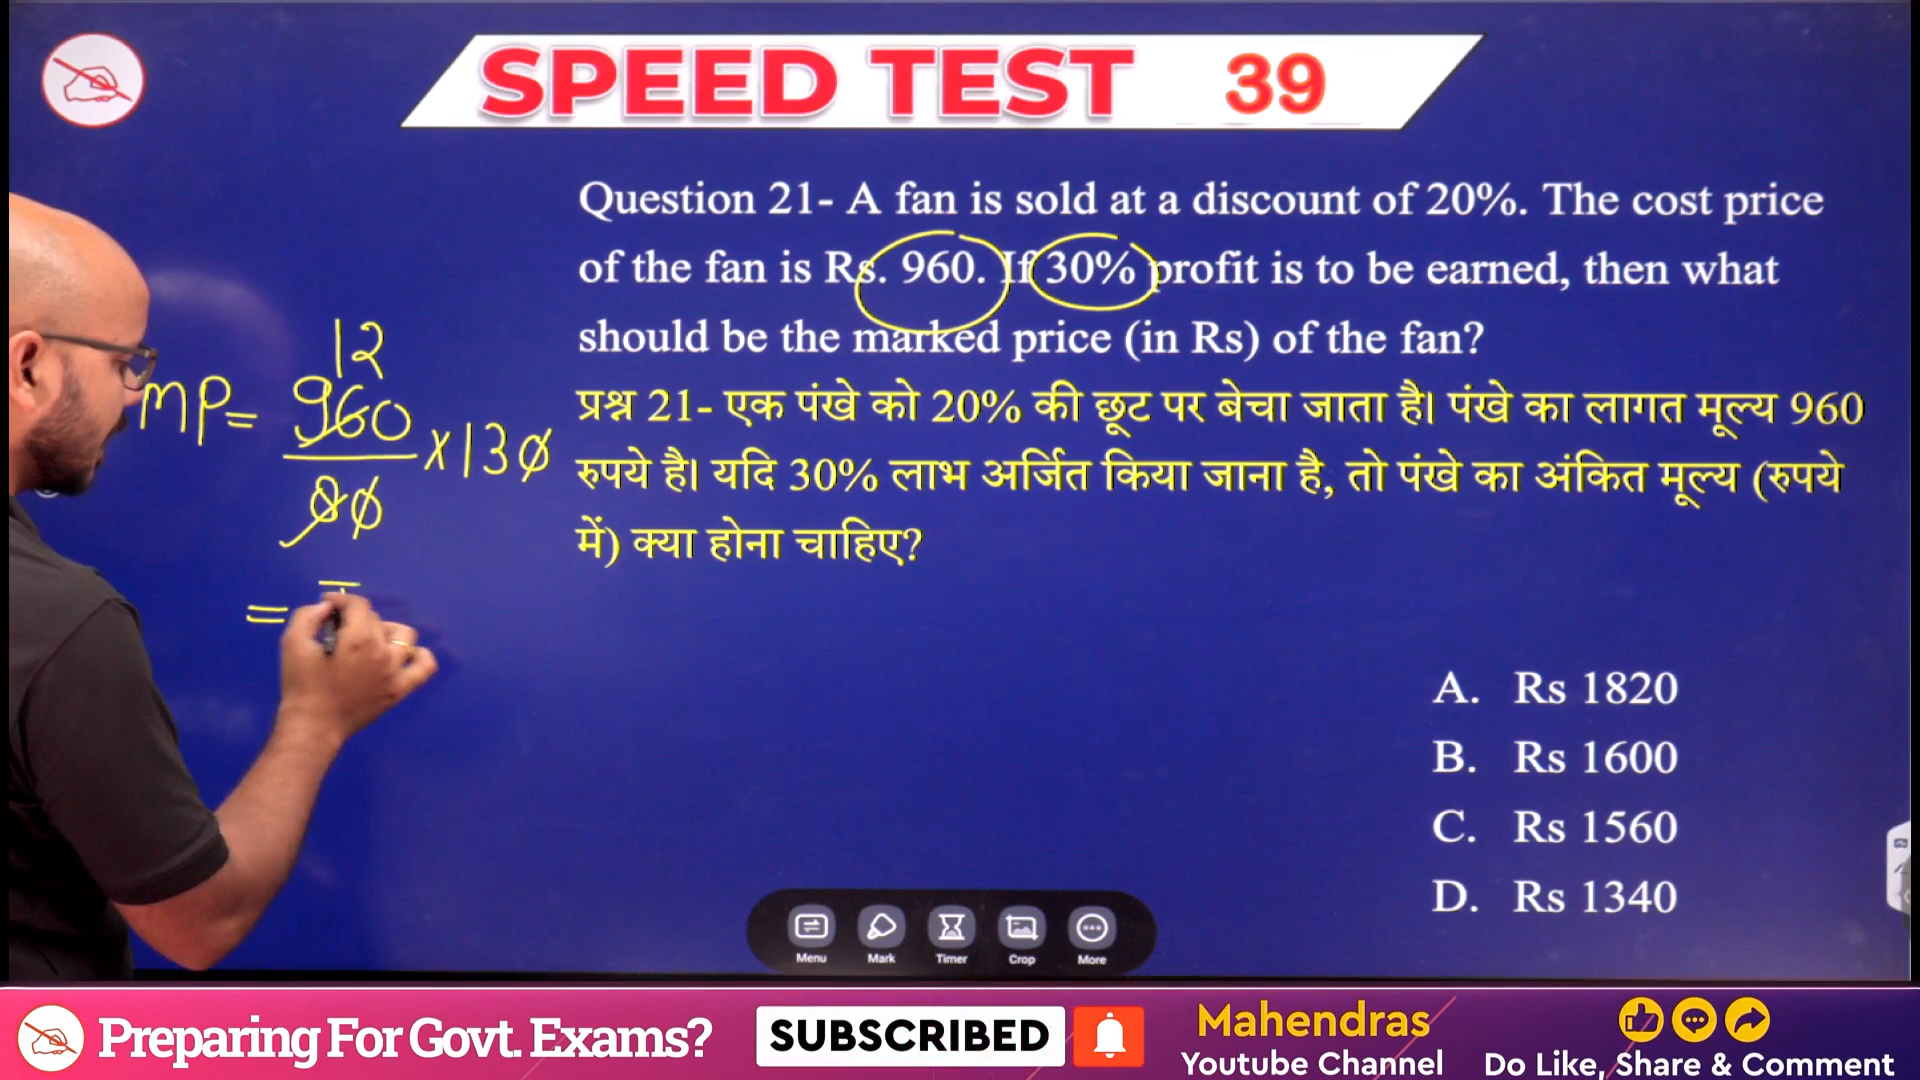 SPEED TEST 39
Question 21- A fan is sold at a discount of 20%. The cost price
of the fan is Rs. 960. If 30% profit is to be earned, then what
should be the marked price (in Rs) of the fan?
प्रश्न 21- एक पंखे को 20% की छूट पर बेचा जाता है। पंखे का लागत मूल्य 960
रुपये है। यदि 30% लाभ अर्जित किया जाना है, तो पंखे का अंकित मूल्य (रुपये
में) क्या होना चाहिए?
12
MP = 960 × 130
80
=
A. Rs 1820
B. Rs 1600
C. Rs 1560
D. Rs 1340
Menu Mark Timer Crop More
Preparing For Govt. Exams?
SUBSCRIBED
Mahendras
Youtube Channel
Do Like, Share & Comment